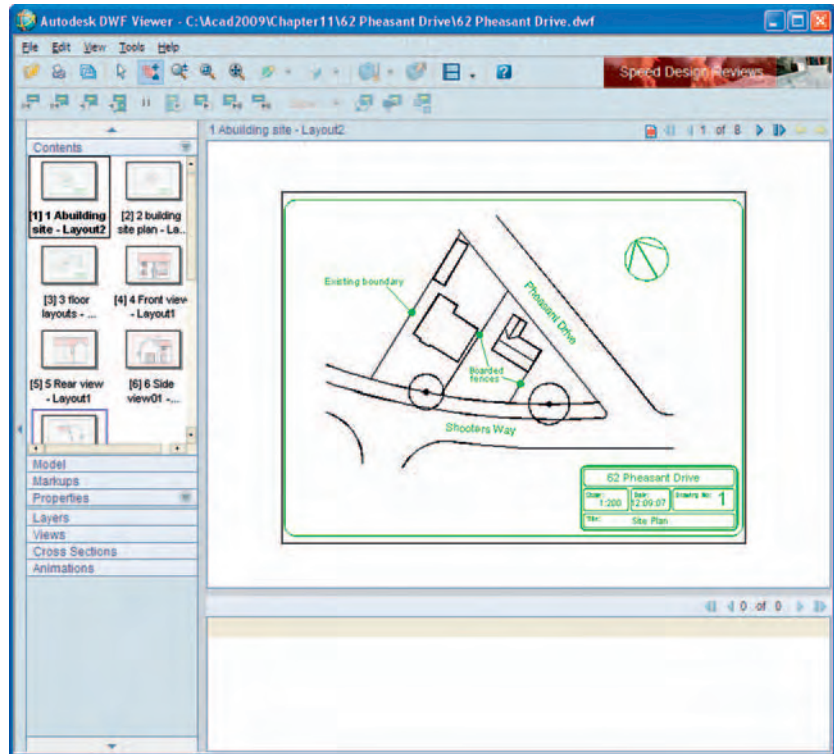 Autodesk DWF Viewer - C:\Acad2009\Chapter11\62 Pheasant Drive\62 Pheasant Drive.dwf
File Edit View Tools Help
Speed Design Reviews
1 Abuilding site - Layout2
1 of 8
Contents
[1] 1 Abuilding
site - Layout2
[2] 2 building
site plan - La...
[3] 3 floor
layouts - ...
[4] 4 Front view
- Layout1
[5] 5 Rear view
- Layout1
[6] 6 Side
view01 -...
Model
Markups
Properties
Layers
Views
Cross Sections
Animations
Existing boundary
Pheasant Drive
Boarded
fences
Shooters Way
62 Pheasant Drive
Date:
Drawing No:
1:200
12:09:07
1
Title:
Site Plan
0 of 0